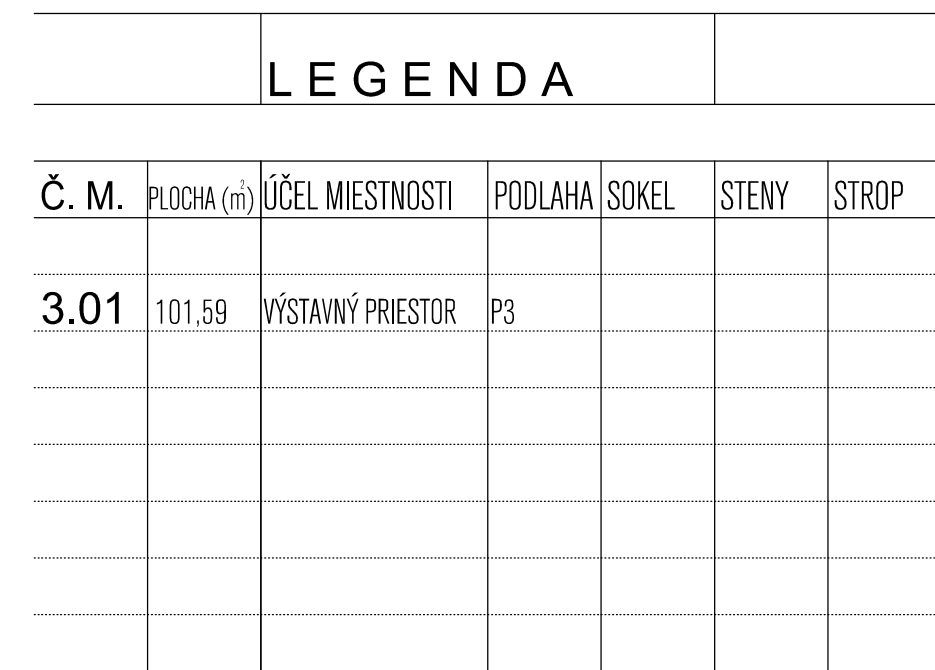 LEGENDA
Č. M. PLOCHA (m²) ÚČEL MIESTNOSTI PODLAHA SOKEL STENY STROP
3.01 101,59 VÝSTAVNÝ PRIESTOR P3